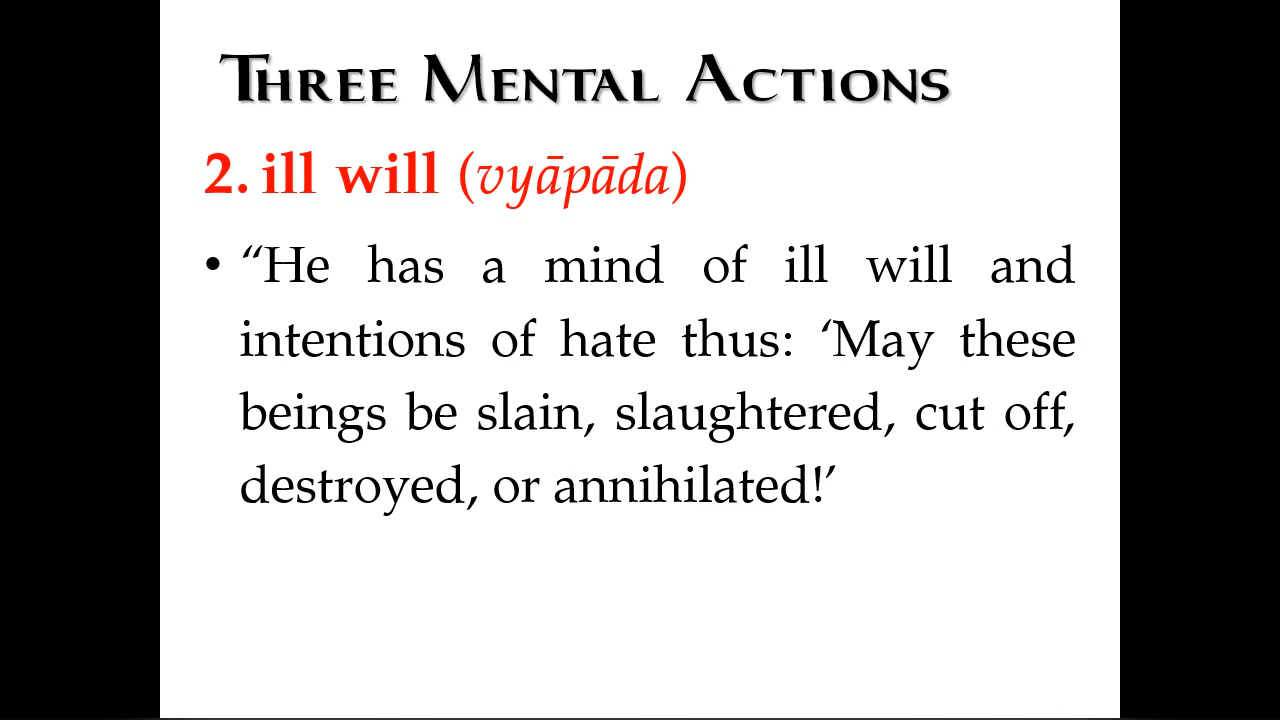 Three Mental Actions
2. ill will (vyāpāda)
• “He has a mind of ill will and
intentions of hate thus: ‘May these
beings be slain, slaughtered, cut off,
destroyed, or annihilated!’